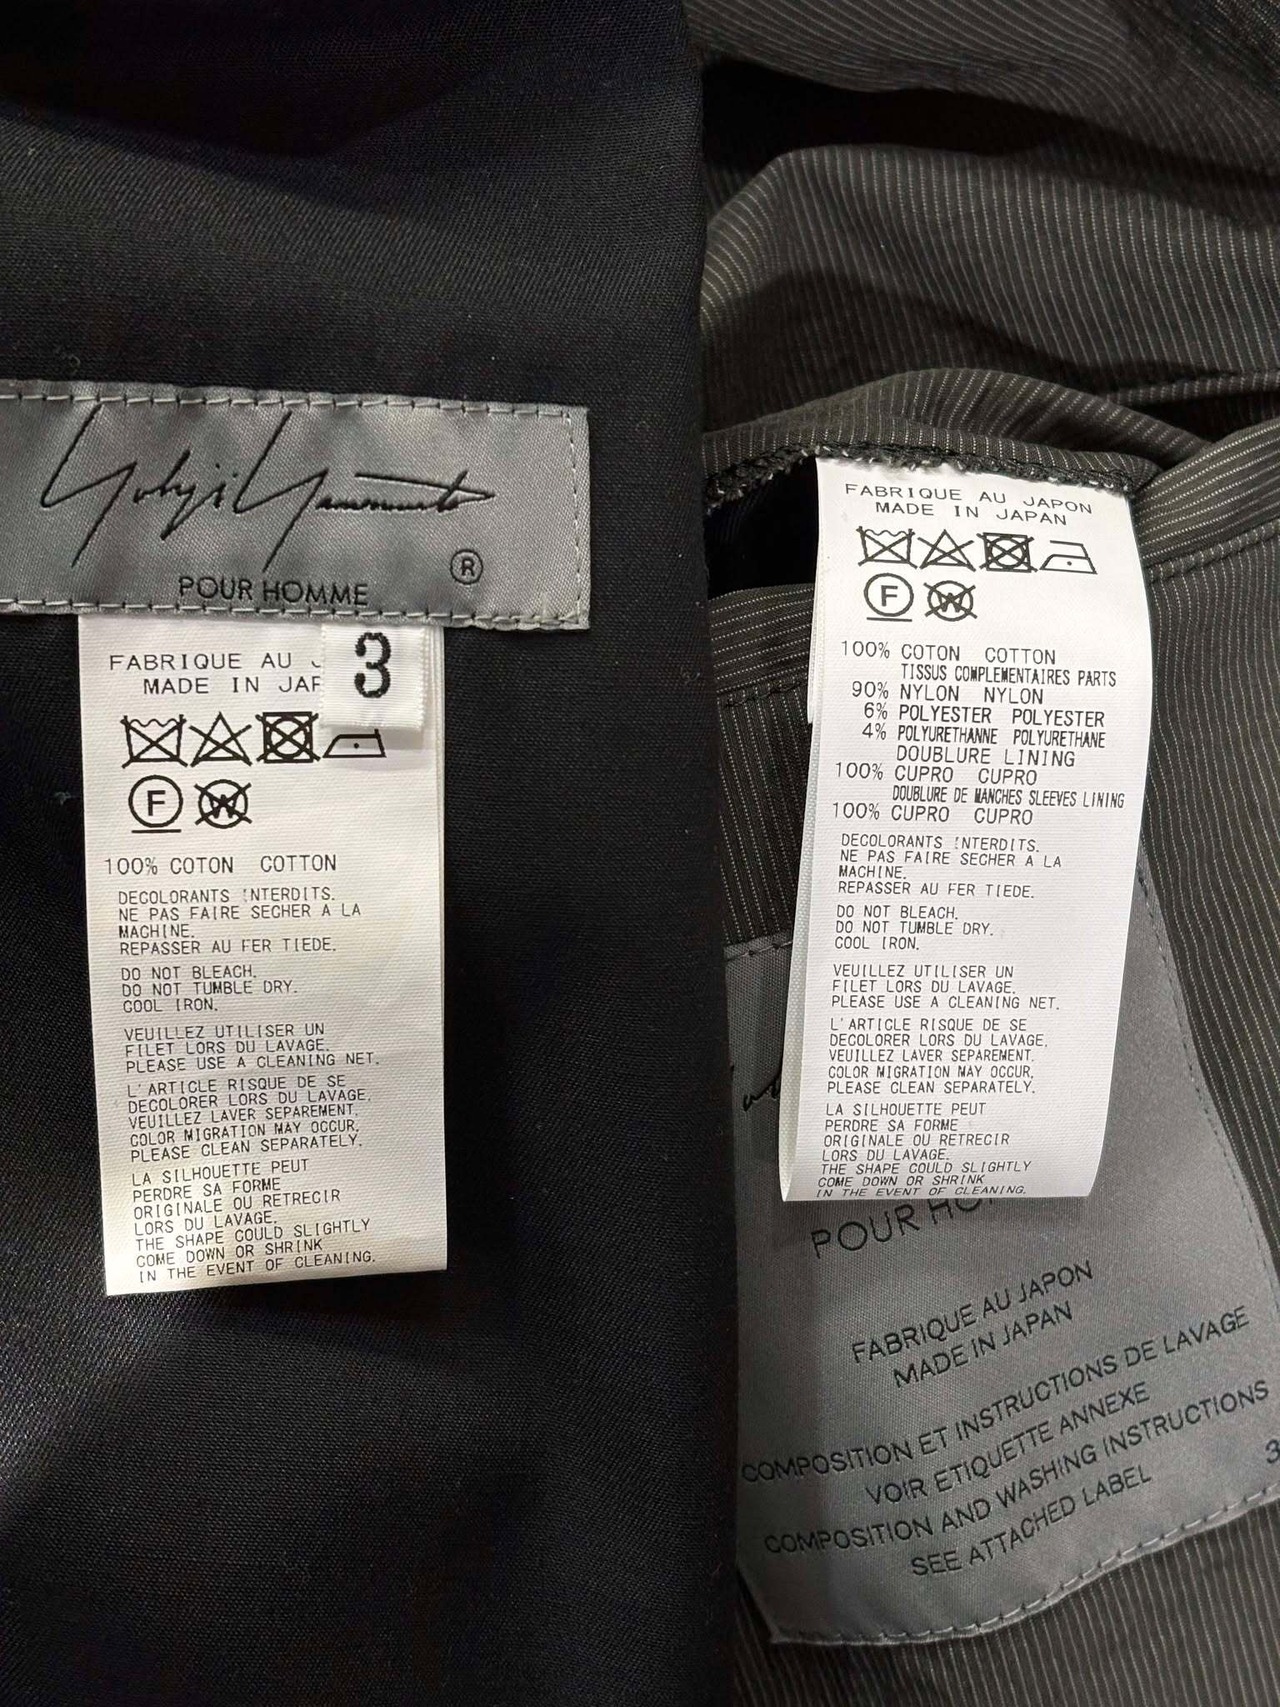 Yohji Yamamoto
®
POUR HOMME
3
FABRIQUE AU J
MADE IN JAP
F
W
100% COTON COTTON
DECOLORANTS INTERDITS.
NE PAS FAIRE SECHER A LA
MACHINE.
REPASSER AU FER TIEDE.
DO NOT BLEACH.
DO NOT TUMBLE DRY.
COOL IRON.
VEUILLEZ UTILISER UN
FILET LORS DU LAVAGE.
PLEASE USE A CLEANING NET.
L'ARTICLE RISQUE DE SE
DECOLORER LORS DU LAVAGE,
VEUILLEZ LAVER SEPAREMENT.
COLOR MIGRATION MAY OCCUR,
PLEASE CLEAN SEPARATELY.
LA SILHOUETTE PEUT
PERDRE SA FORME
ORIGINALE OU RETRECIR
LORS DU LAVAGE.
THE SHAPE COULD SLIGHTLY
COME DOWN OR SHRINK
IN THE EVENT OF CLEANING.
FABRIQUE AU JAPON
MADE IN JAPAN
F
W
100% COTON COTTON
TISSUS COMPLEMENTAIRES PARTS
90% NYLON NYLON
6% POLYESTER POLYESTER
4% POLYURETHANNE POLYURETHANE
DOUBLURE LINING
100% CUPRO CUPRO
DOUBLURE DE MANCHES SLEEVES LINING
100% CUPRO CUPRO
DECOLORANTS INTERDITS.
NE PAS FAIRE SECHER A LA
MACHINE.
REPASSER AU FER TIEDE.
DO NOT BLEACH.
DO NOT TUMBLE DRY.
COOL IRON.
VEUILLEZ UTILISER UN
FILET LORS DU LAVAGE.
PLEASE USE A CLEANING NET.
L'ARTICLE RISQUE DE SE
DECOLORER LORS DU LAVAGE,
VEUILLEZ LAVER SEPAREMENT.
COLOR MIGRATION MAY OCCUR,
PLEASE CLEAN SEPARATELY.
LA SILHOUETTE PEUT
PERDRE SA FORME
ORIGINALE OU RETRECIR
LORS DU LAVAGE.
THE SHAPE COULD SLIGHTLY
COME DOWN OR SHRINK
IN THE EVENT OF CLEANING.
POUR HO
FABRIQUE AU JAPON
MADE IN JAPAN
COMPOSITION ET INSTRUCTIONS DE LAVAGE
VOIR ETIQUETTE ANNEXE
COMPOSITION AND WASHING INSTRUCTIONS
SEE ATTACHED LABEL
3